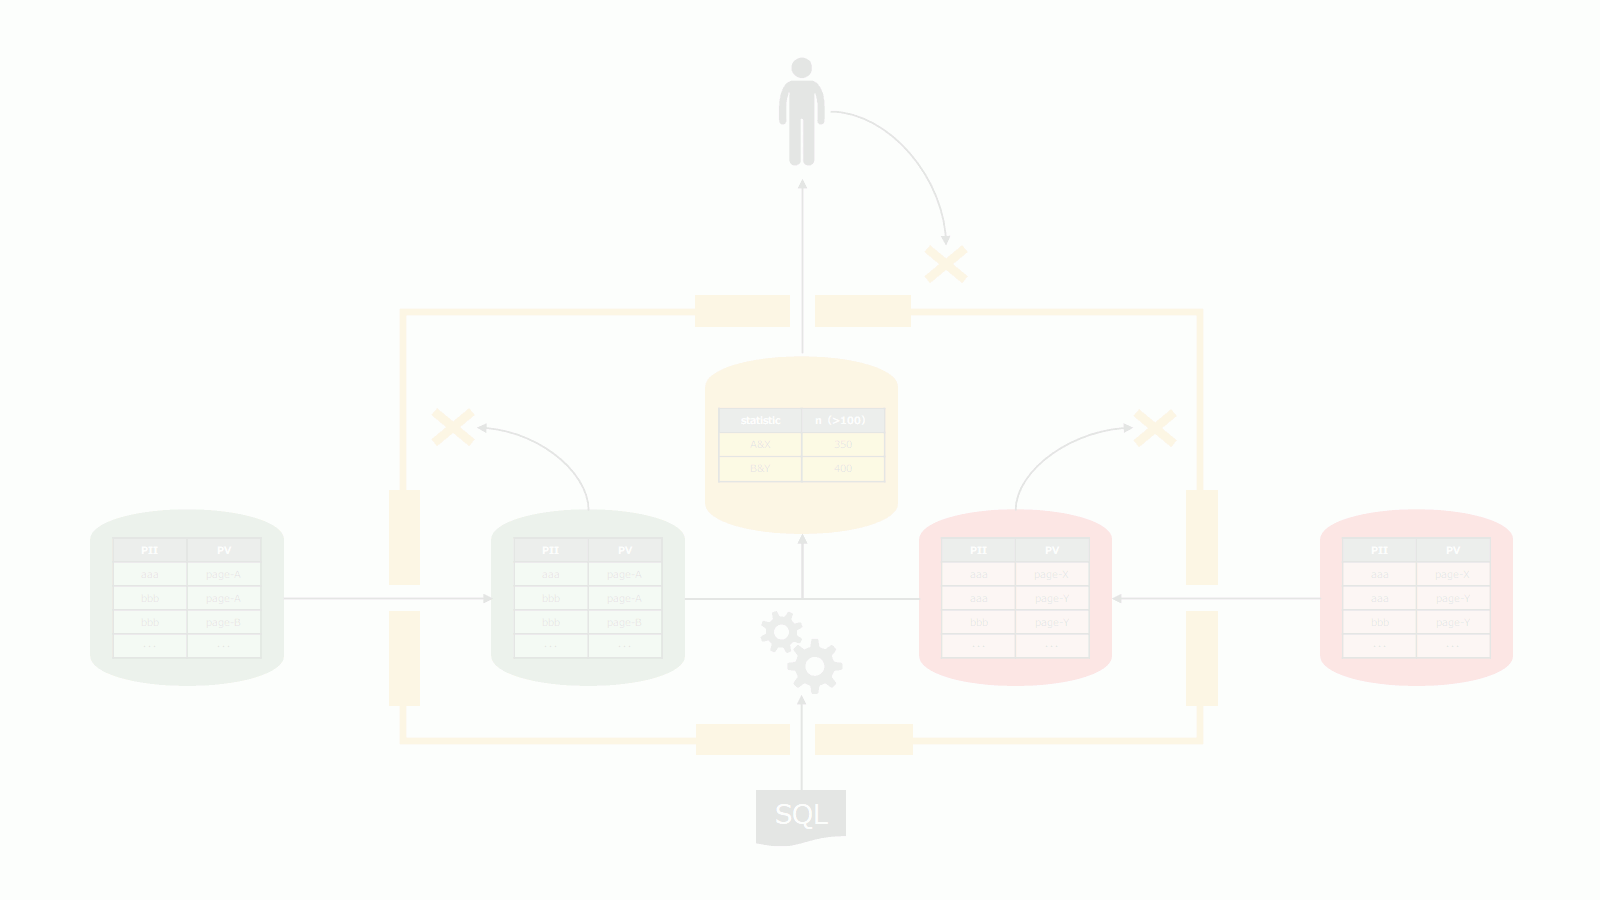 statistic n (>100)
A&X 350
B&Y 400
PII PV
aaa page-A
bbb page-A
bbb page-B
... ...
PII PV
aaa page-A
bbb page-A
bbb page-B
... ...
PII PV
aaa page-X
aaa page-Y
bbb page-Y
... ...
PII PV
aaa page-X
aaa page-Y
bbb page-Y
... ...
SQL